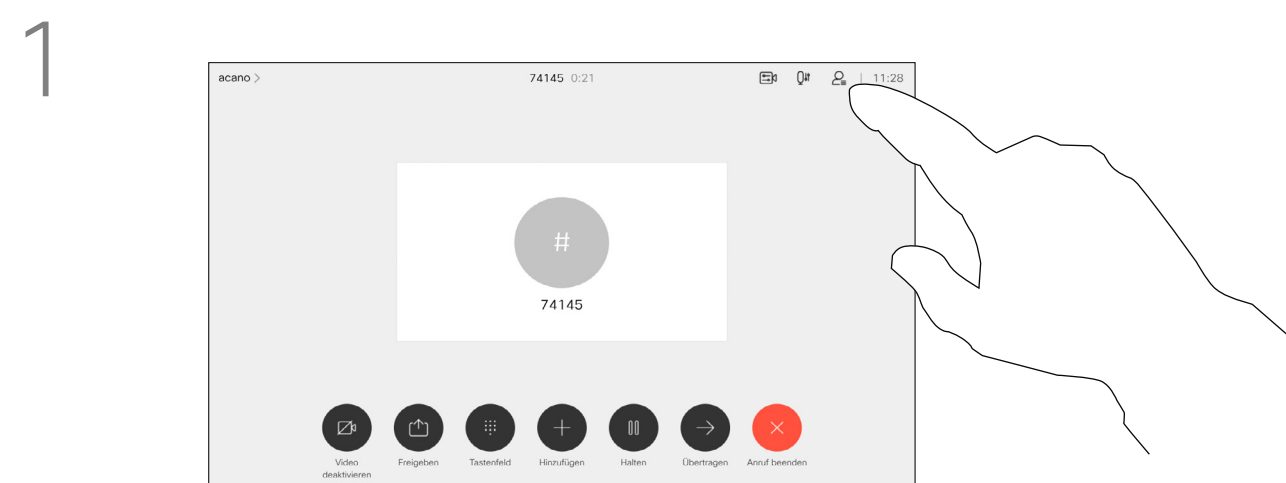 1
acano >
74145 0:21
11:28
#
74145
Video
deaktivieren
Freigeben
Tastenfeld
Hinzufügen
Halten
Übertragen
Anruf beenden